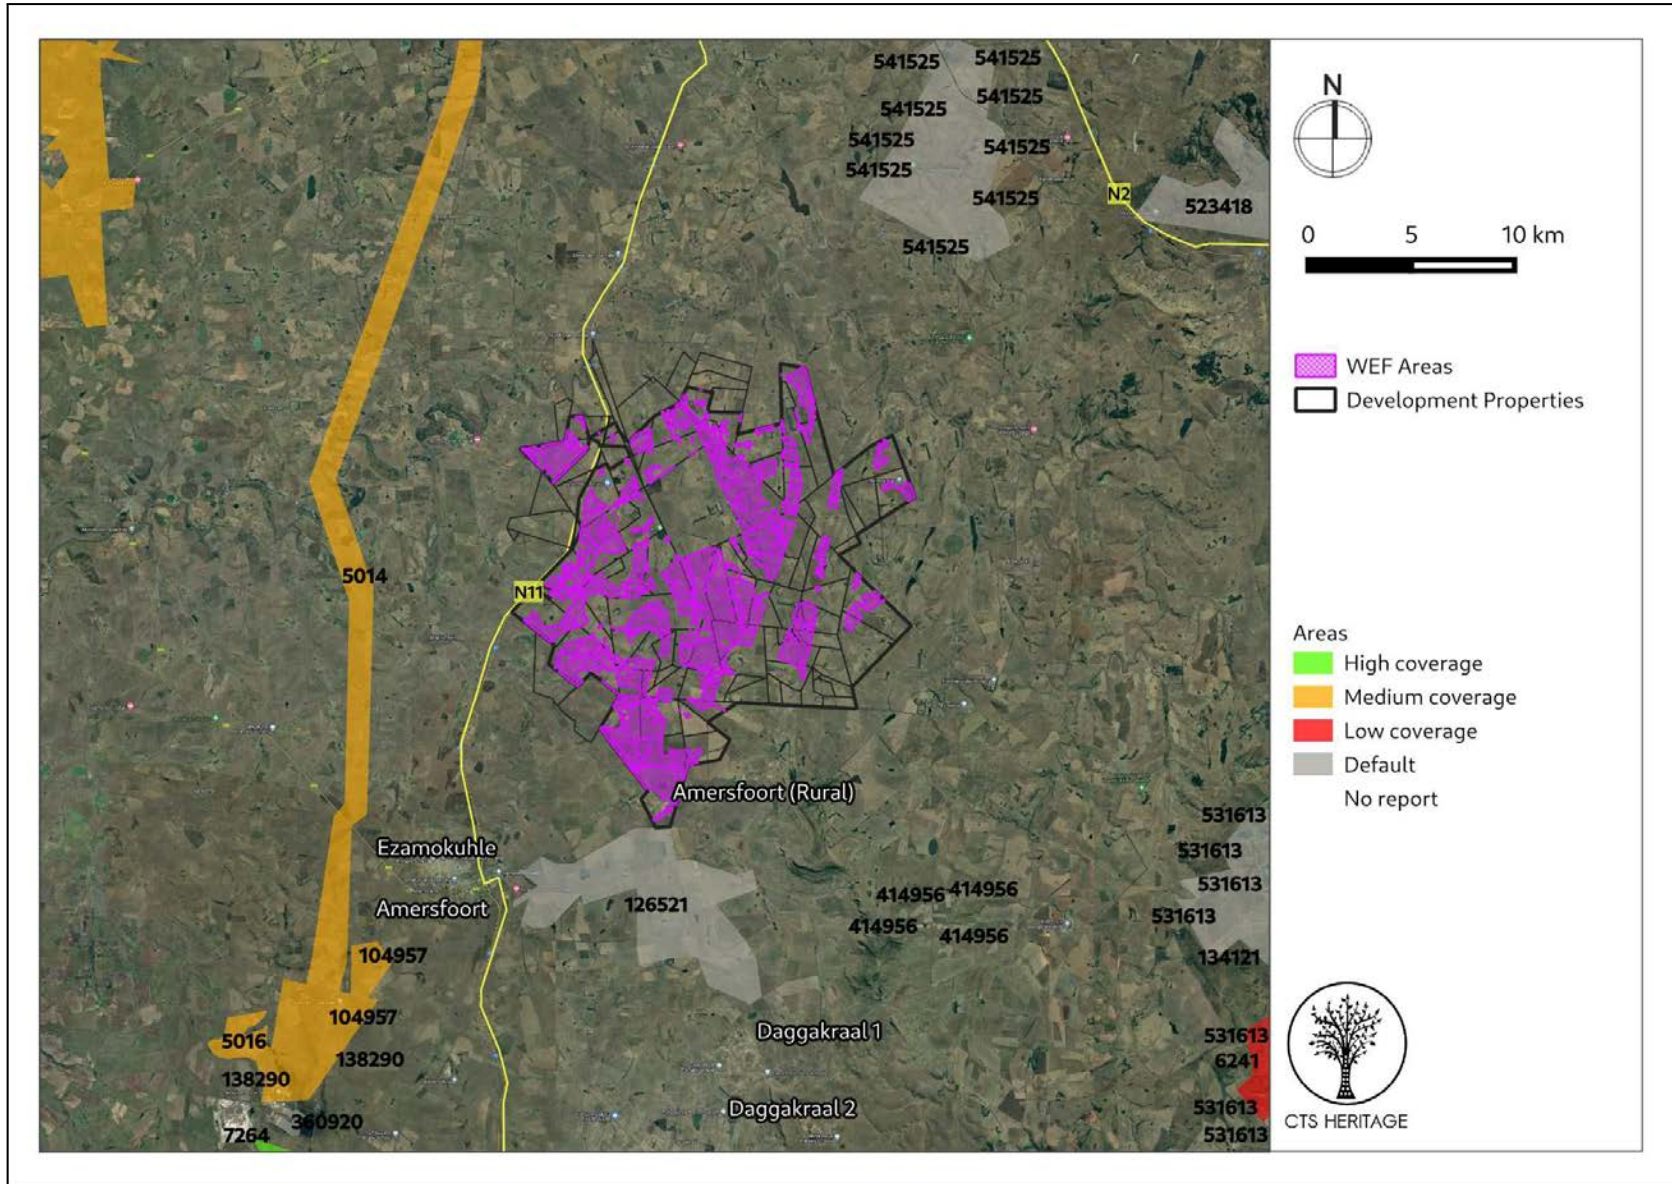 541525
541525
541525
541525
541525
541525
541525
541525
541525
N2
523418
5014
N11
Amersfoort (Rural)
Ezamokuhle
Amersfoort
126521
414956
414956
414956
414956
531613
531613
531613
531613
134121
104957
104957
5016
138290
138290
360920
7264
Daggakraal 1
Daggakraal 2
531613
6241
531613
531613
N
0 5 10 km
WEF Areas
Development Properties
Areas
High coverage
Medium coverage
Low coverage
Default
No report
CTS HERITAGE